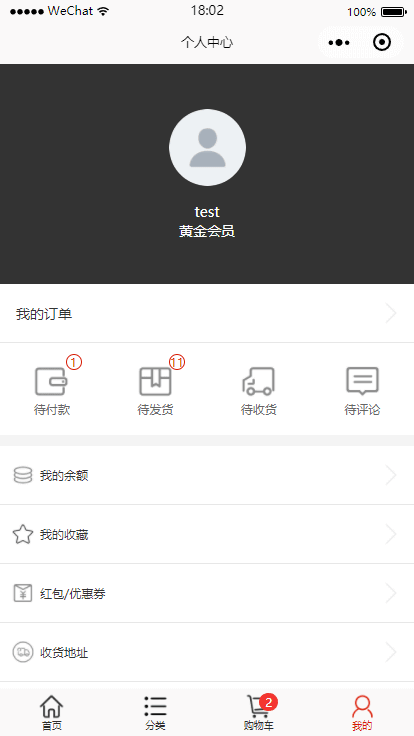 WeChat 18:02 100%
个人中心
test
黄金会员
我的订单
1 11
待付款 待发货 待收货 待评论
我的余额
我的收藏
红包/优惠券
收货地址
2
首页 分类 购物车 我的